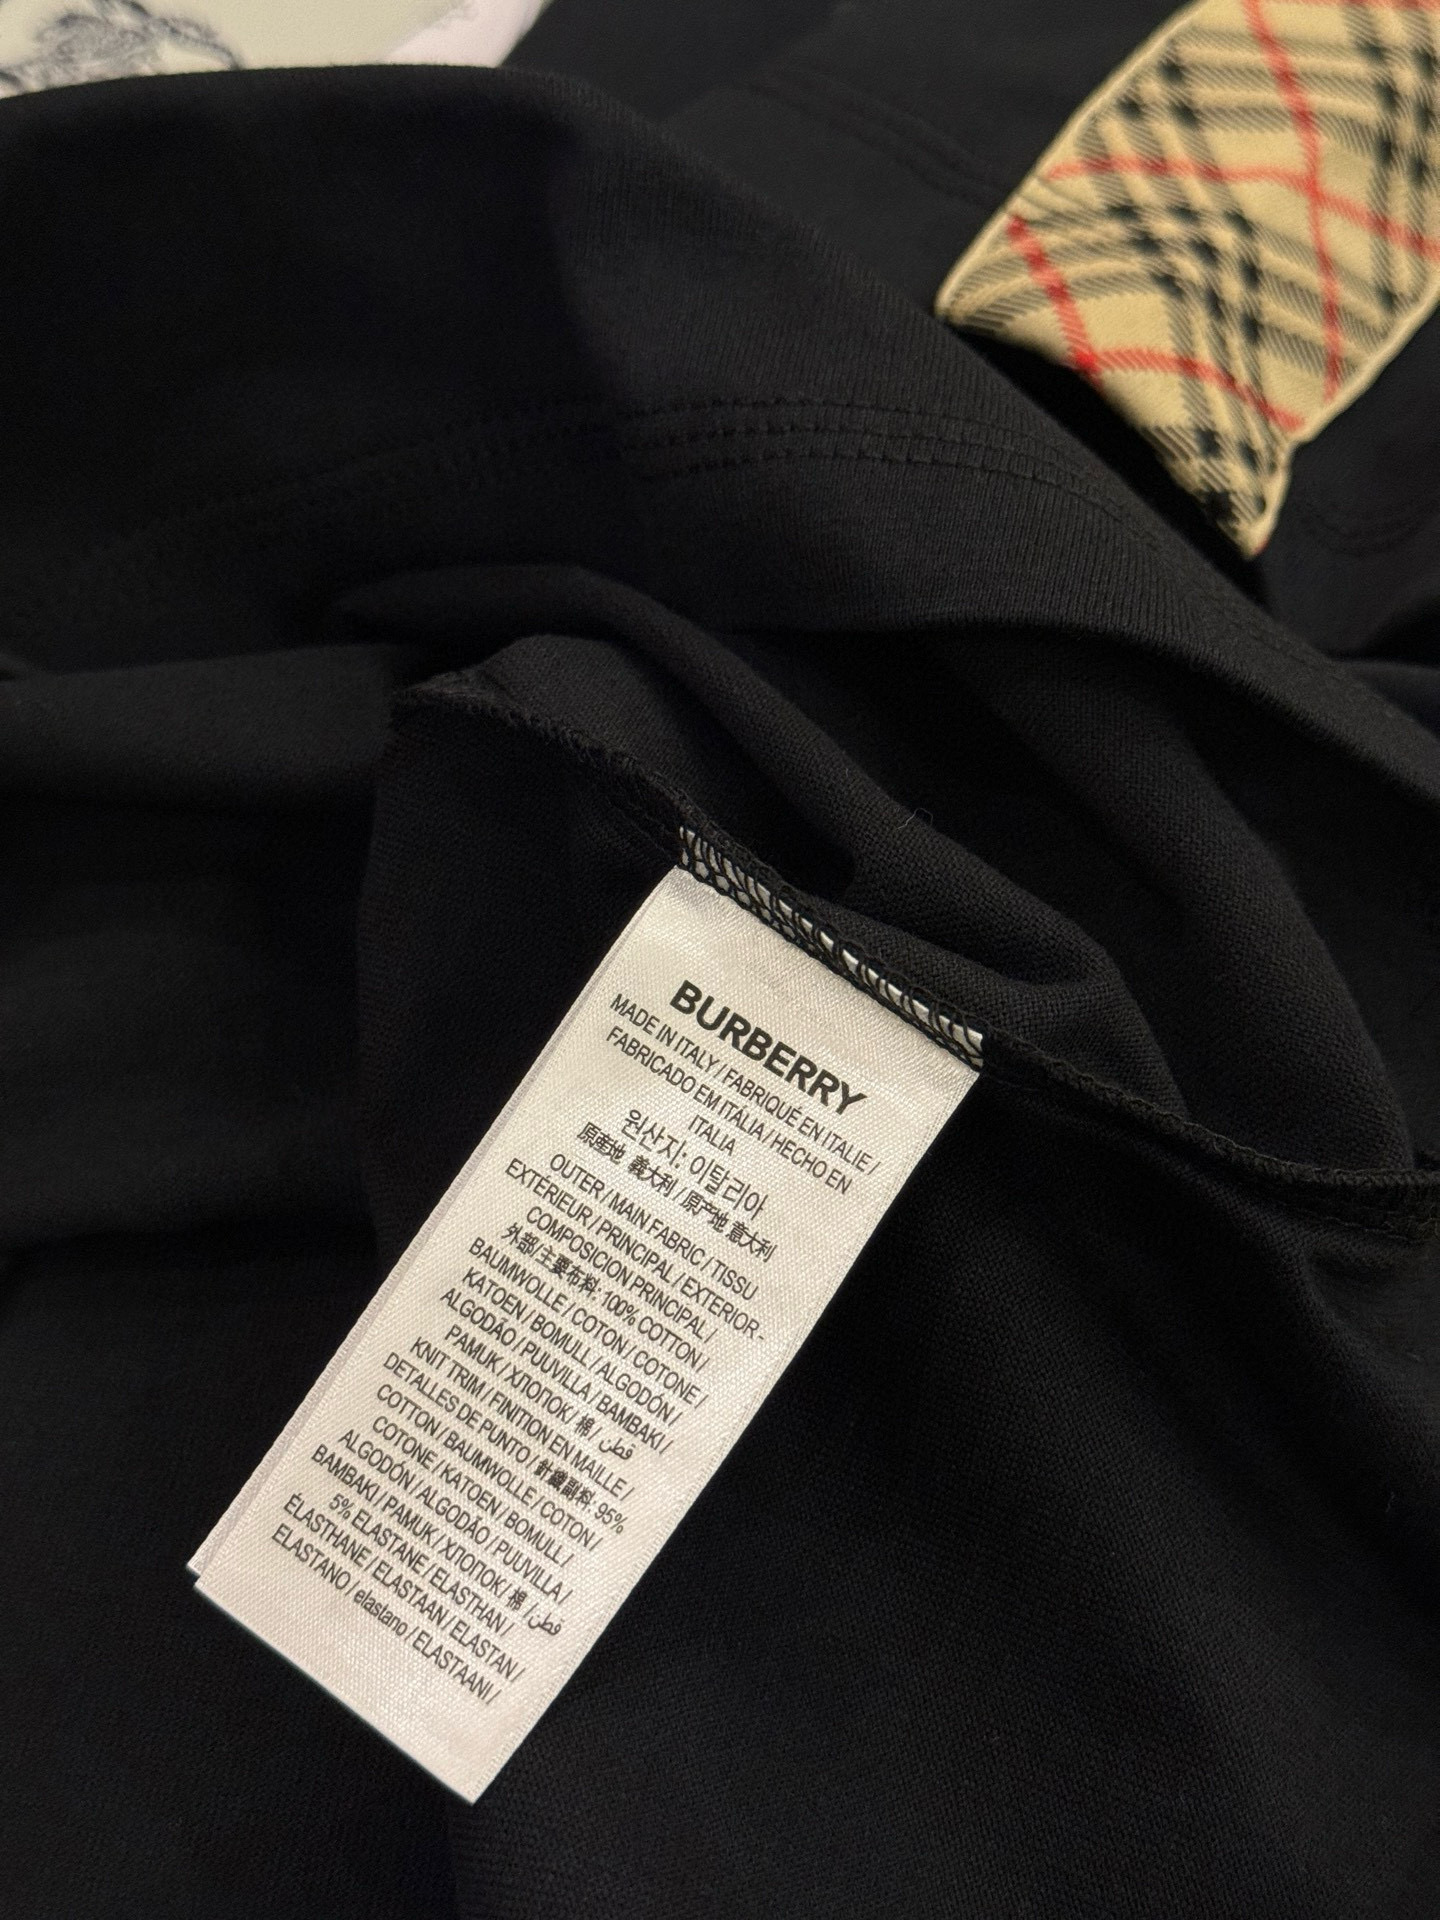 BURBERRY
MADE IN ITALY / FABRIQUÉ EN ITALIE /
FABRICADO EM ITÁLIA / HECHO EN
ITALIA
원산지: 이탈리아
原産地 義大利 / 原产地 意大利
OUTER / MAIN FABRIC / TISSU
EXTÉRIEUR / PRINCIPAL / EXTERIOR-
COMPOSICION PRINCIPAL /
外部/主要布料: 100% COTTON /
BAUMWOLLE / COTON / COTONE /
KATOEN / BOMULL / ALGODÓN /
ALGODÃO / PUUVILLA / BAMBAKI /
PAMUK / ХЛОПОК / 棉 / قطن
KNIT TRIM / FINITION EN MAILLE /
DETALLES DE PUNTO / 針織副料: 95%
COTTON / BAUMWOLLE / COTON /
COTONE / KATOEN / BOMULL /
ALGODÓN / ALGODÃO / PUUVILLA /
BAMBAKI / PAMUK / ХЛОПОК / 棉 / قطن
5% ELASTANE / ELASTHAN /
ÉLASTHANE / ELASTAAN / ELASTAN /
ELASTANO / elastano / ELASTAANI /